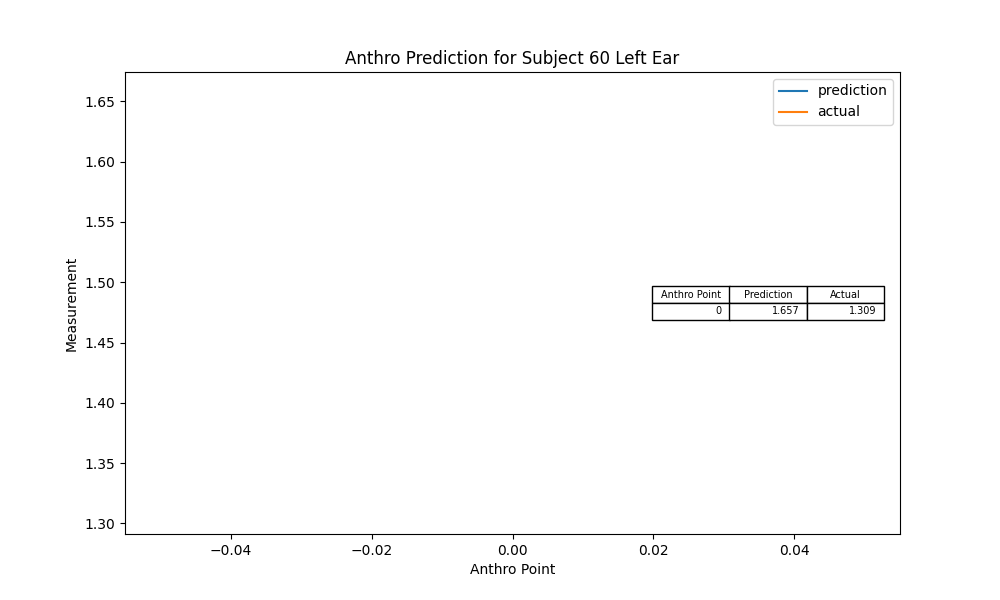 Anthro Prediction for Subject 60 Left Ear
prediction
actual
1.65
1.60
1.55
1.50
1.45
1.40
1.35
1.30
Measurement
Anthro Point Prediction Actual
0 1.657 1.309
−0.04 −0.02 0.00 0.02 0.04
Anthro Point